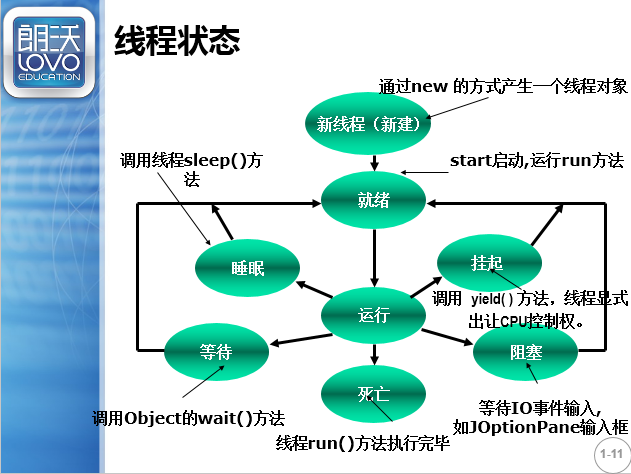 朗沃
LOVO
EDUCATION
线程状态
通过new 的方式产生一个线程对象
新线程（新建）
调用线程sleep()方
法
start启动,运行run方法
就绪
睡眠
挂起
调用 yield( ) 方法，线程显式
出让CPU控制权。
运行
等待
阻塞
死亡
调用Object的wait()方法
等待IO事件输入,
如JOptionPane输入框
线程run()方法执行完毕
1-11